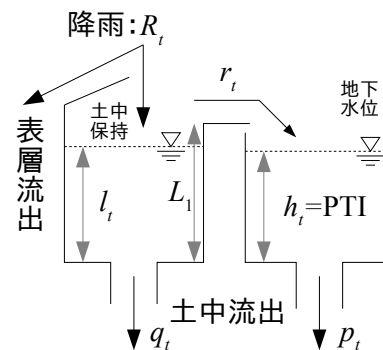 降雨:R_t
表層流出
土中
保持
r_t
地下
水位
l_t
L_1
h_t=PTI
土中流出
q_t
p_t